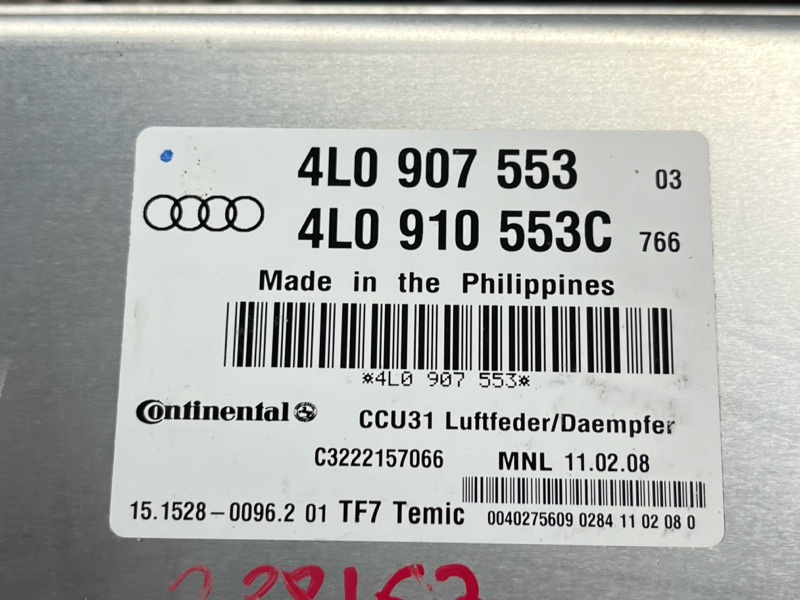 4L0 907 553 03
4L0 910 553C 766
Made in the Philippines
*4L0 907 553*
Continental CCU31 Luftfeder/Daempfer
C3222157066 MNL 11.02.08
15.1528-0096.2 01 TF7 Temic 0040275609 0284 11 02 08 0